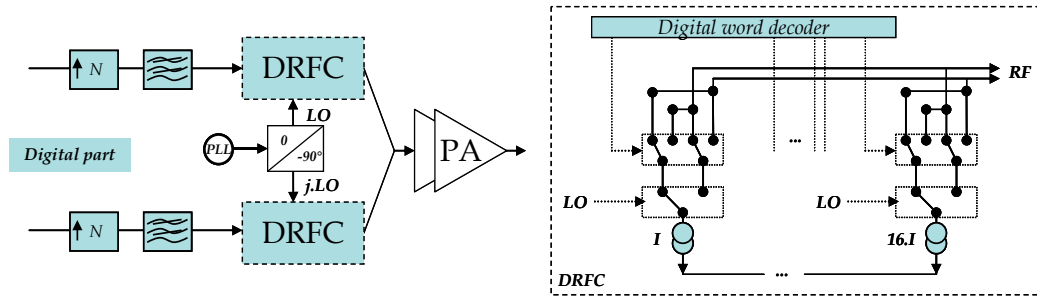 N
DRFC
LO
PLL
0
-90°
PA
Digital part
j.LO
N
DRFC
Digital word decoder
RF
...
LO
LO
I
16.I
...
DRFC